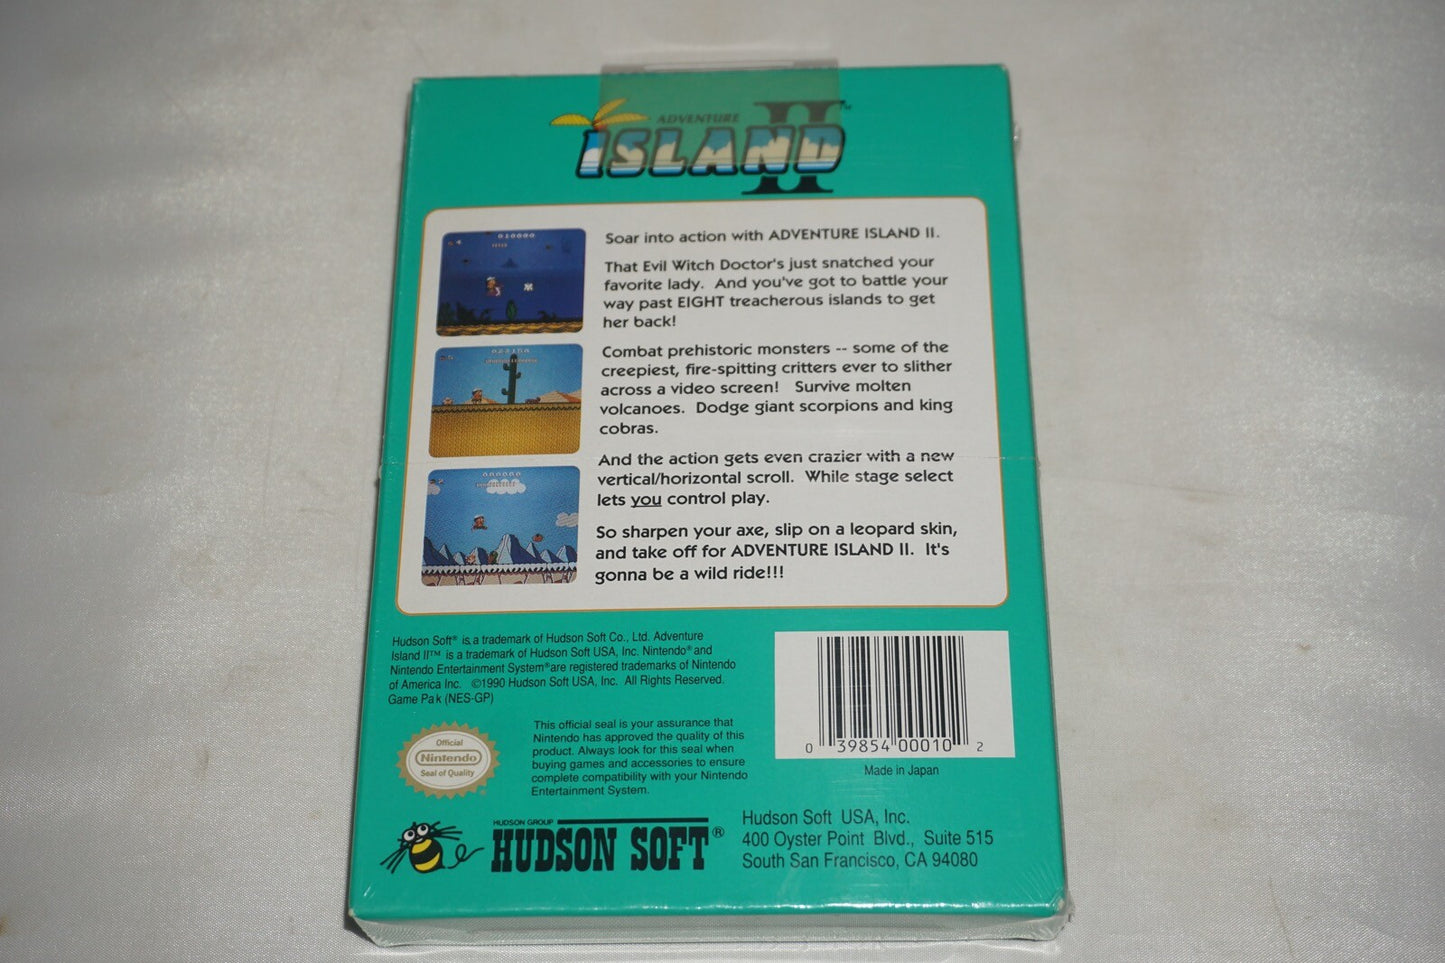 ADVENTURE
ISLAND II™
Soar into action with ADVENTURE ISLAND II.
That Evil Witch Doctor's just snatched your
favorite lady. And you've got to battle your
way past EIGHT treacherous islands to get
her back!
Combat prehistoric monsters -- some of the
creepiest, fire-spitting critters ever to slither
across a video screen! Survive molten
volcanoes. Dodge giant scorpions and king
cobras.
And the action gets even crazier with a new
vertical/horizontal scroll. While stage select
lets you control play.
So sharpen your axe, slip on a leopard skin,
and take off for ADVENTURE ISLAND II. It's
gonna be a wild ride!!!
Hudson Soft® is a trademark of Hudson Soft Co., Ltd. Adventure
Island II™ is a trademark of Hudson Soft USA, Inc. Nintendo® and
Nintendo Entertainment System® are registered trademarks of Nintendo
of America Inc. ©1990 Hudson Soft USA, Inc. All Rights Reserved.
Game Pak (NES-GP)
Official
Nintendo
Seal of Quality
This official seal is your assurance that
Nintendo has approved the quality of this
product. Always look for this seal when
buying games and accessories to ensure
complete compatibility with your Nintendo
Entertainment System.
0 39854 00010 2
Made in Japan
HUDSON GROUP
HUDSON SOFT®
Hudson Soft USA, Inc.
400 Oyster Point Blvd., Suite 515
South San Francisco, CA 94080